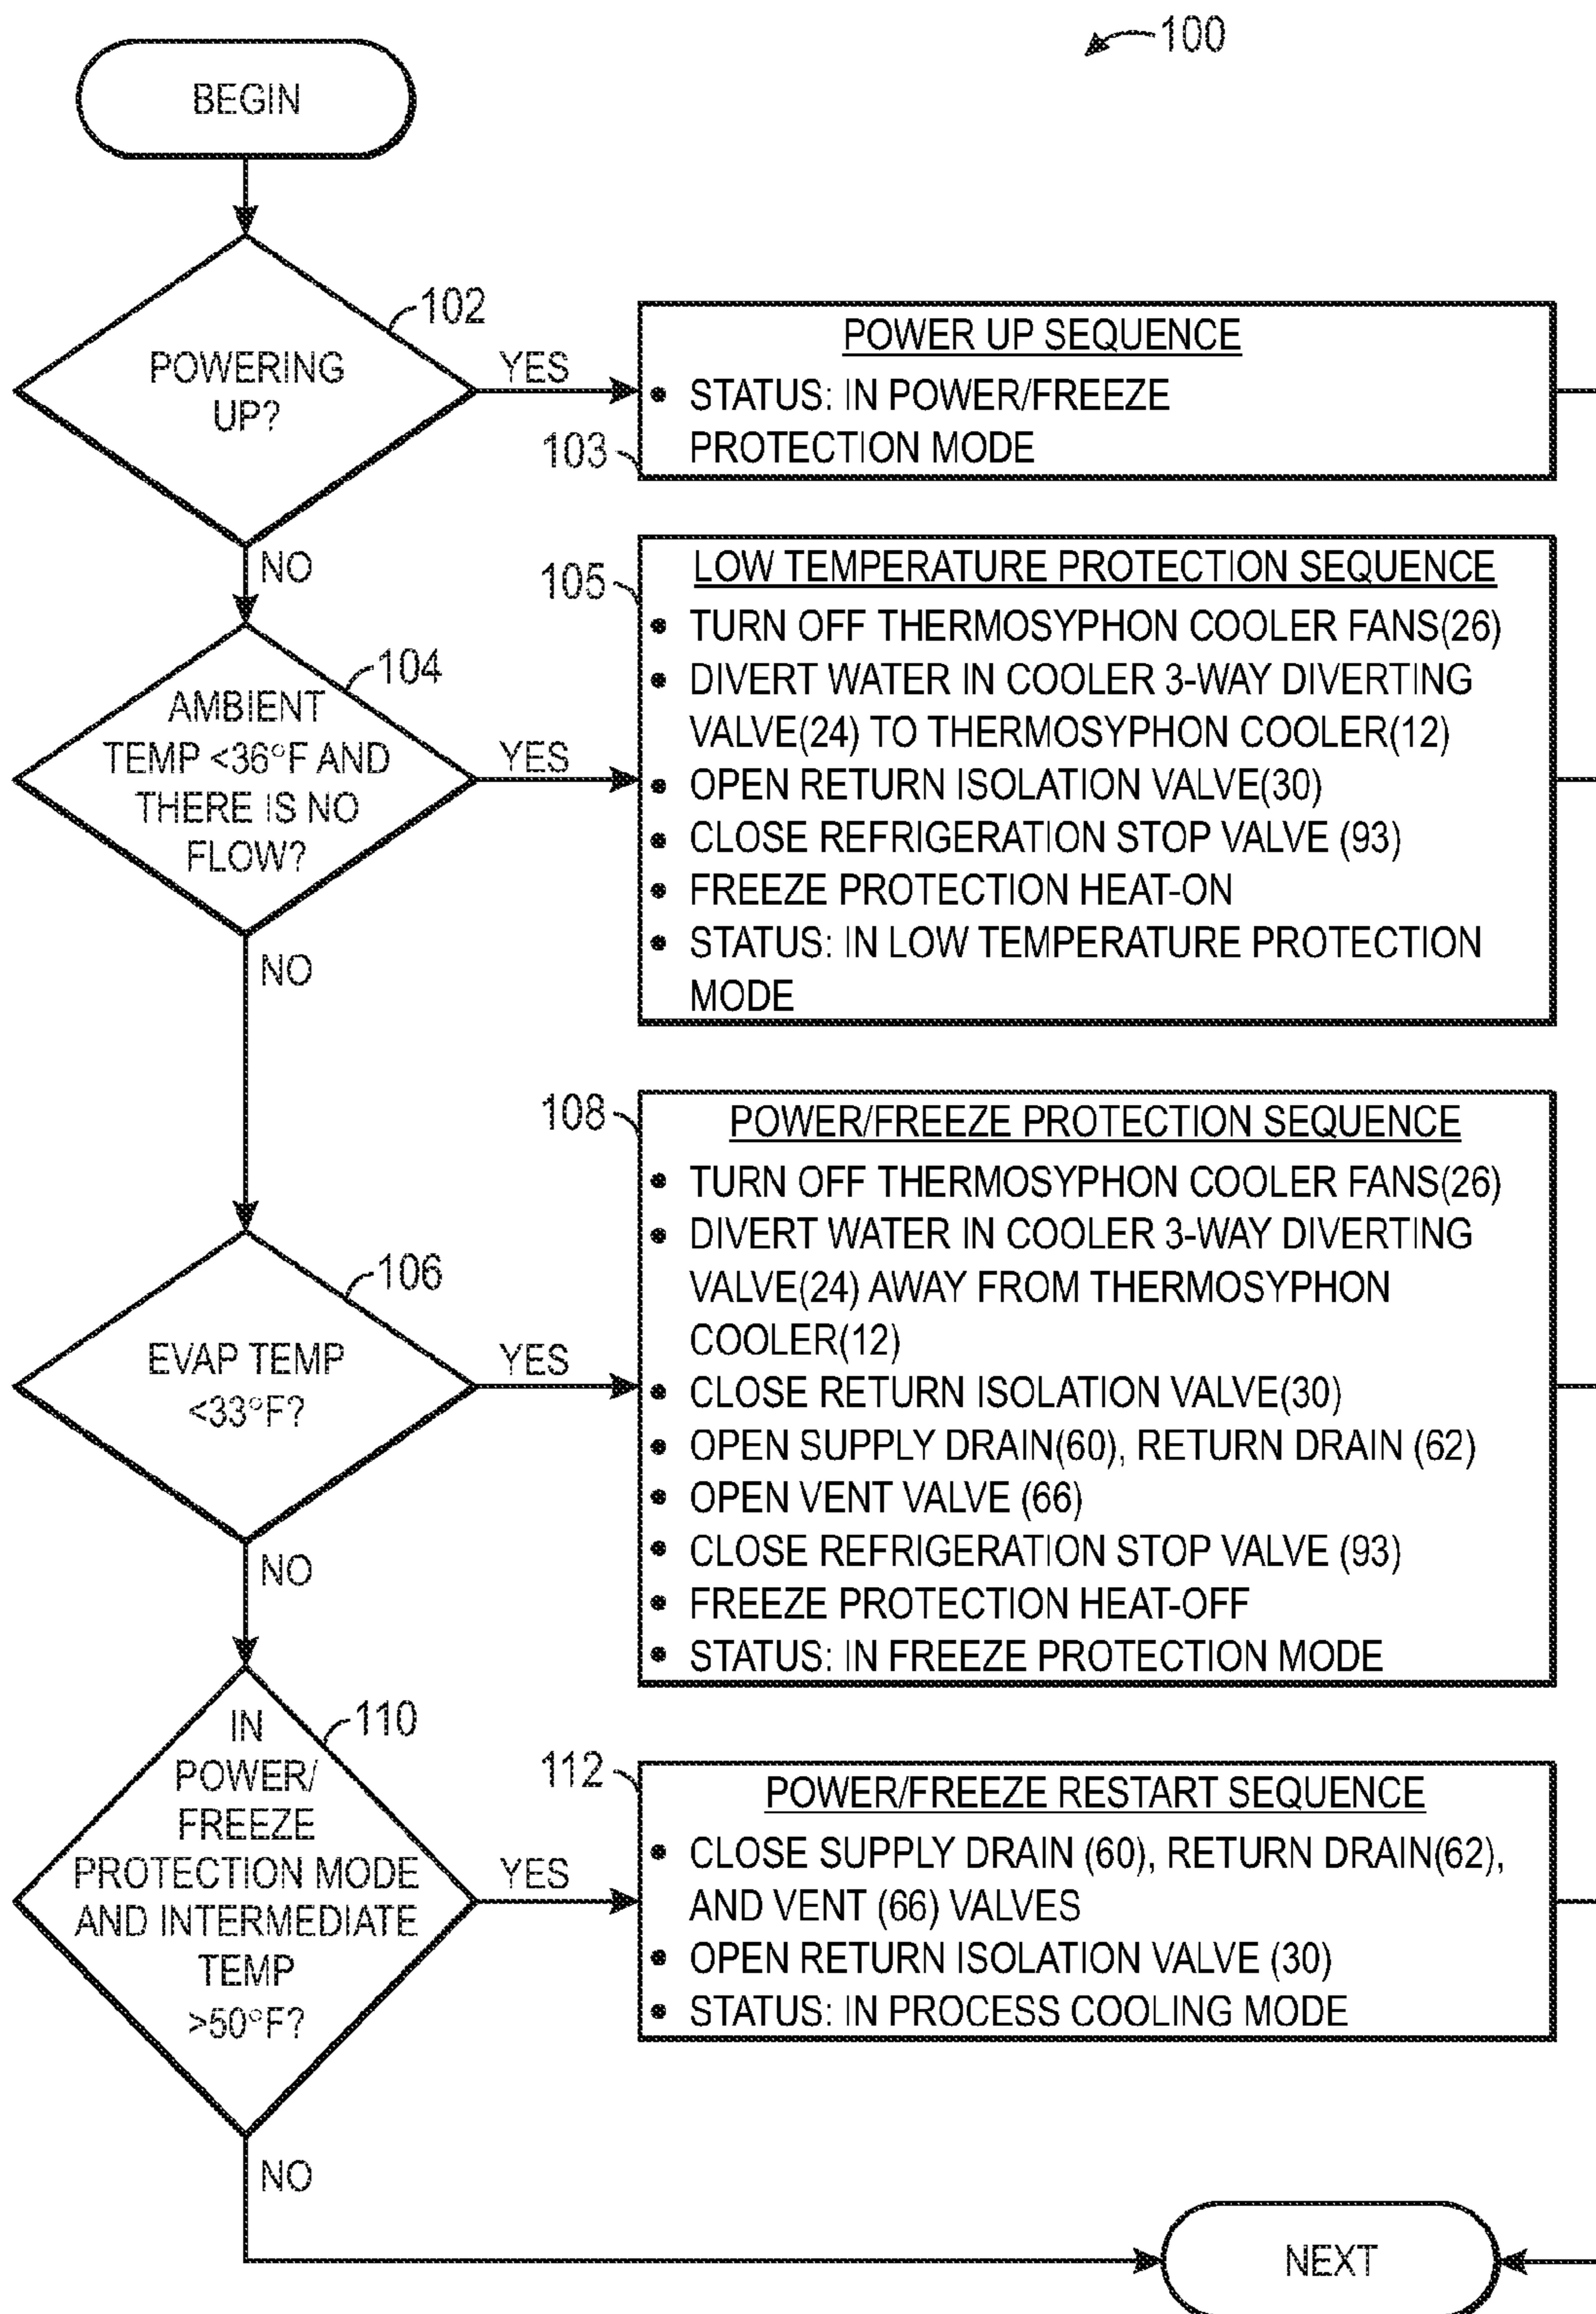 100
BEGIN
102
POWERING
UP?
YES
NO
POWER UP SEQUENCE
• STATUS: IN POWER/FREEZE
PROTECTION MODE
103
104
AMBIENT
TEMP <36°F AND
THERE IS NO
FLOW?
YES
NO
105
LOW TEMPERATURE PROTECTION SEQUENCE
• TURN OFF THERMOSYPHON COOLER FANS(26)
• DIVERT WATER IN COOLER 3-WAY DIVERTING
VALVE(24) TO THERMOSYPHON COOLER(12)
• OPEN RETURN ISOLATION VALVE(30)
• CLOSE REFRIGERATION STOP VALVE (93)
• FREEZE PROTECTION HEAT-ON
• STATUS: IN LOW TEMPERATURE PROTECTION
MODE
106
EVAP TEMP
<33°F?
YES
NO
108
POWER/FREEZE PROTECTION SEQUENCE
• TURN OFF THERMOSYPHON COOLER FANS(26)
• DIVERT WATER IN COOLER 3-WAY DIVERTING
VALVE(24) AWAY FROM THERMOSYPHON
COOLER(12)
• CLOSE RETURN ISOLATION VALVE(30)
• OPEN SUPPLY DRAIN(60), RETURN DRAIN (62)
• OPEN VENT VALVE (66)
• CLOSE REFRIGERATION STOP VALVE (93)
• FREEZE PROTECTION HEAT-OFF
• STATUS: IN FREEZE PROTECTION MODE
110
IN
POWER/
FREEZE
PROTECTION MODE
AND INTERMEDIATE
TEMP
>50°F?
YES
NO
112
POWER/FREEZE RESTART SEQUENCE
• CLOSE SUPPLY DRAIN (60), RETURN DRAIN(62),
AND VENT (66) VALVES
• OPEN RETURN ISOLATION VALVE (30)
• STATUS: IN PROCESS COOLING MODE
NEXT